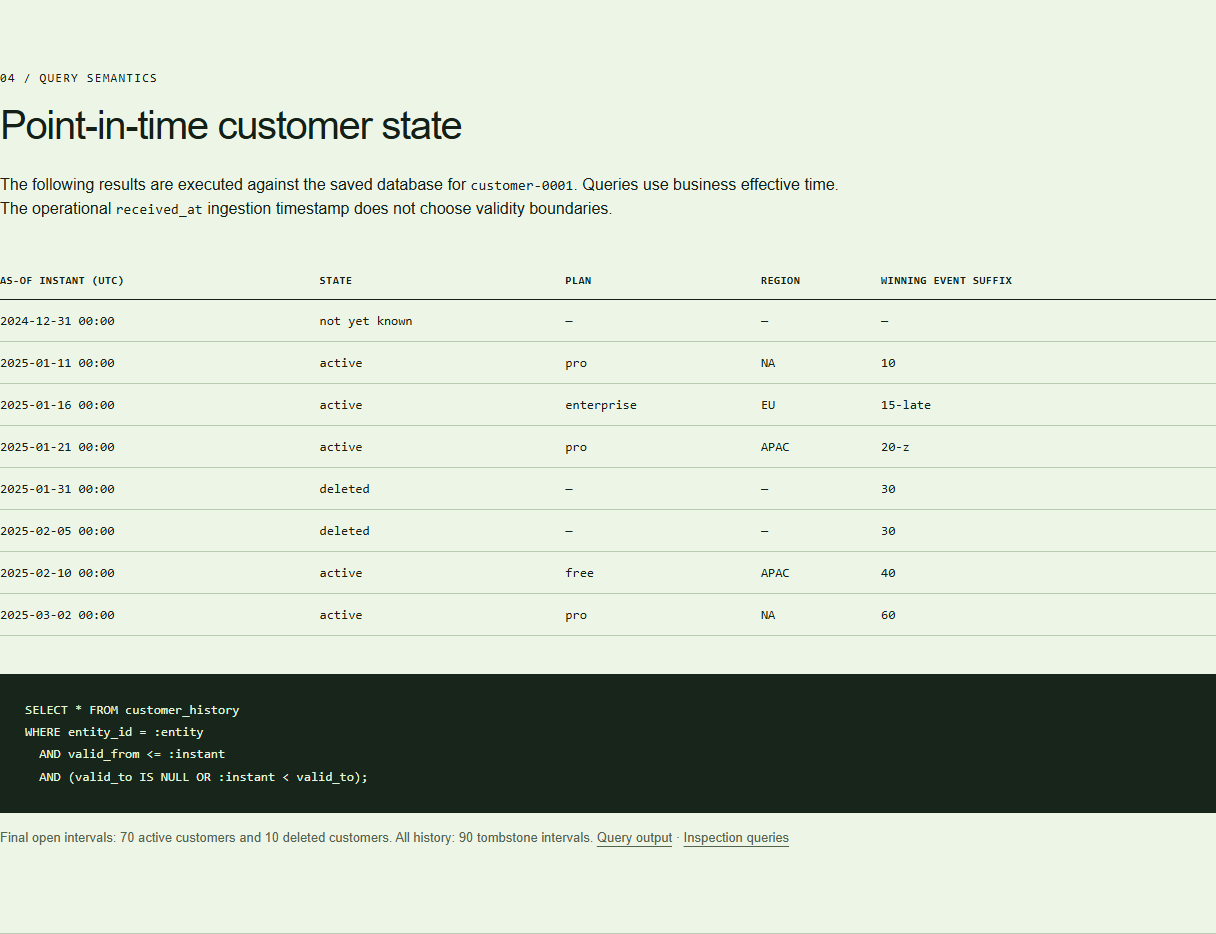 04 / QUERY SEMANTICS
Point-in-time customer state
The following results are executed against the saved database for customer-0001. Queries use business effective time.
The operational received_at ingestion timestamp does not choose validity boundaries.
AS-OF INSTANT (UTC) STATE PLAN REGION WINNING EVENT SUFFIX
2024-12-31 00:00 not yet known — — —
2025-01-11 00:00 active pro NA 10
2025-01-16 00:00 active enterprise EU 15-late
2025-01-21 00:00 active pro APAC 20-z
2025-01-31 00:00 deleted — — 30
2025-02-05 00:00 deleted — — 30
2025-02-10 00:00 active free APAC 40
2025-03-02 00:00 active pro NA 60
SELECT * FROM customer_history
WHERE entity_id = :entity
  AND valid_from <= :instant
  AND (valid_to IS NULL OR :instant < valid_to);
Final open intervals: 70 active customers and 10 deleted customers. All history: 90 tombstone intervals. Query output · Inspection queries